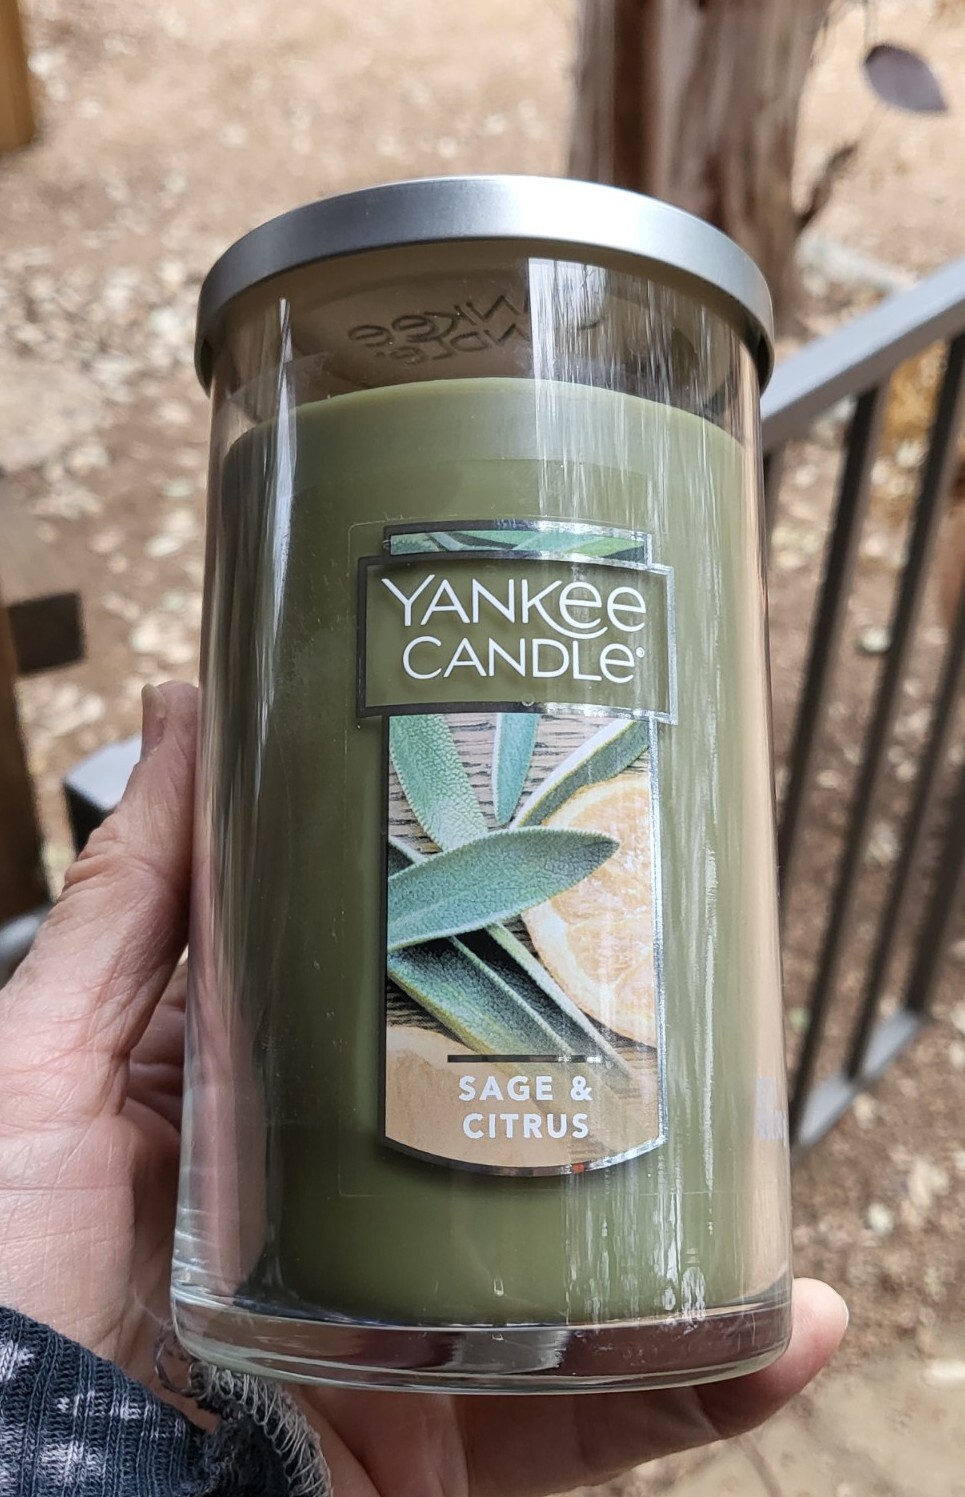 YANKEE
CANDLE®
SAGE &
CITRUS